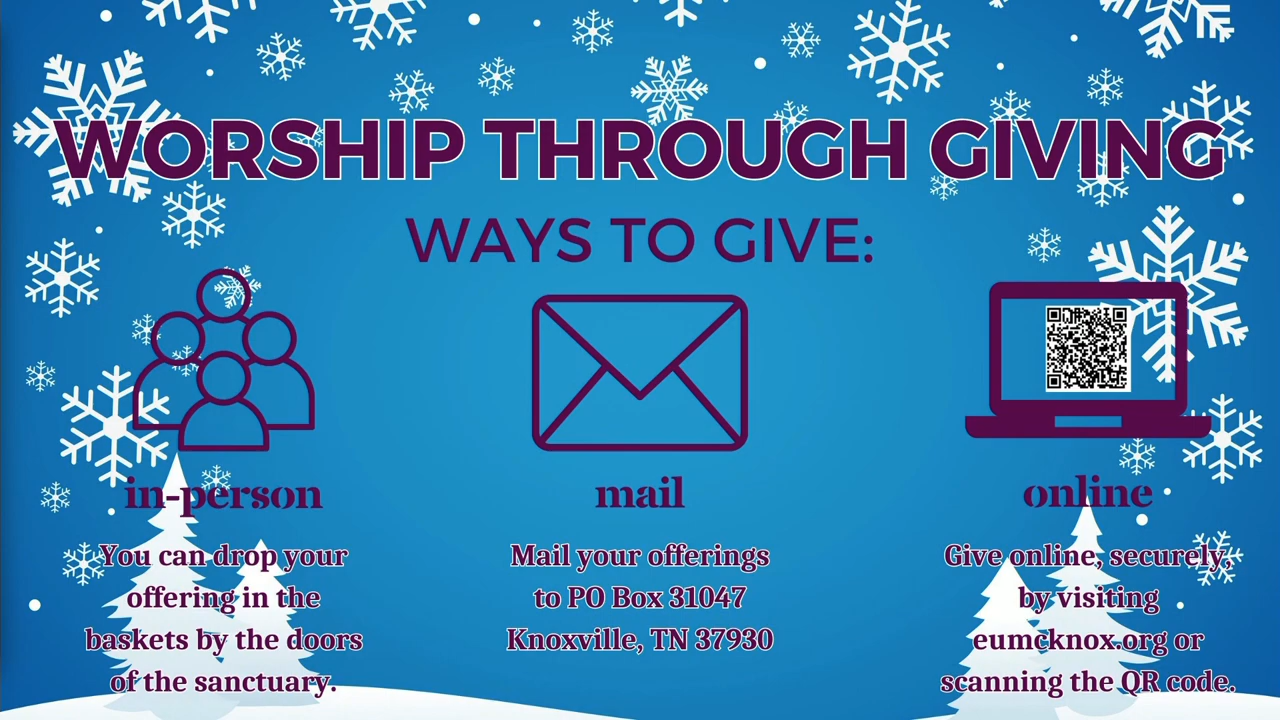 WORSHIP THROUGH GIVING
WAYS TO GIVE:
in-person
You can drop your
offering in the
baskets by the doors
of the sanctuary.
mail
Mail your offerings
to PO Box 31047
Knoxville, TN 37930
online
Give online, securely,
by visiting
eumcknox.org or
scanning the QR code.